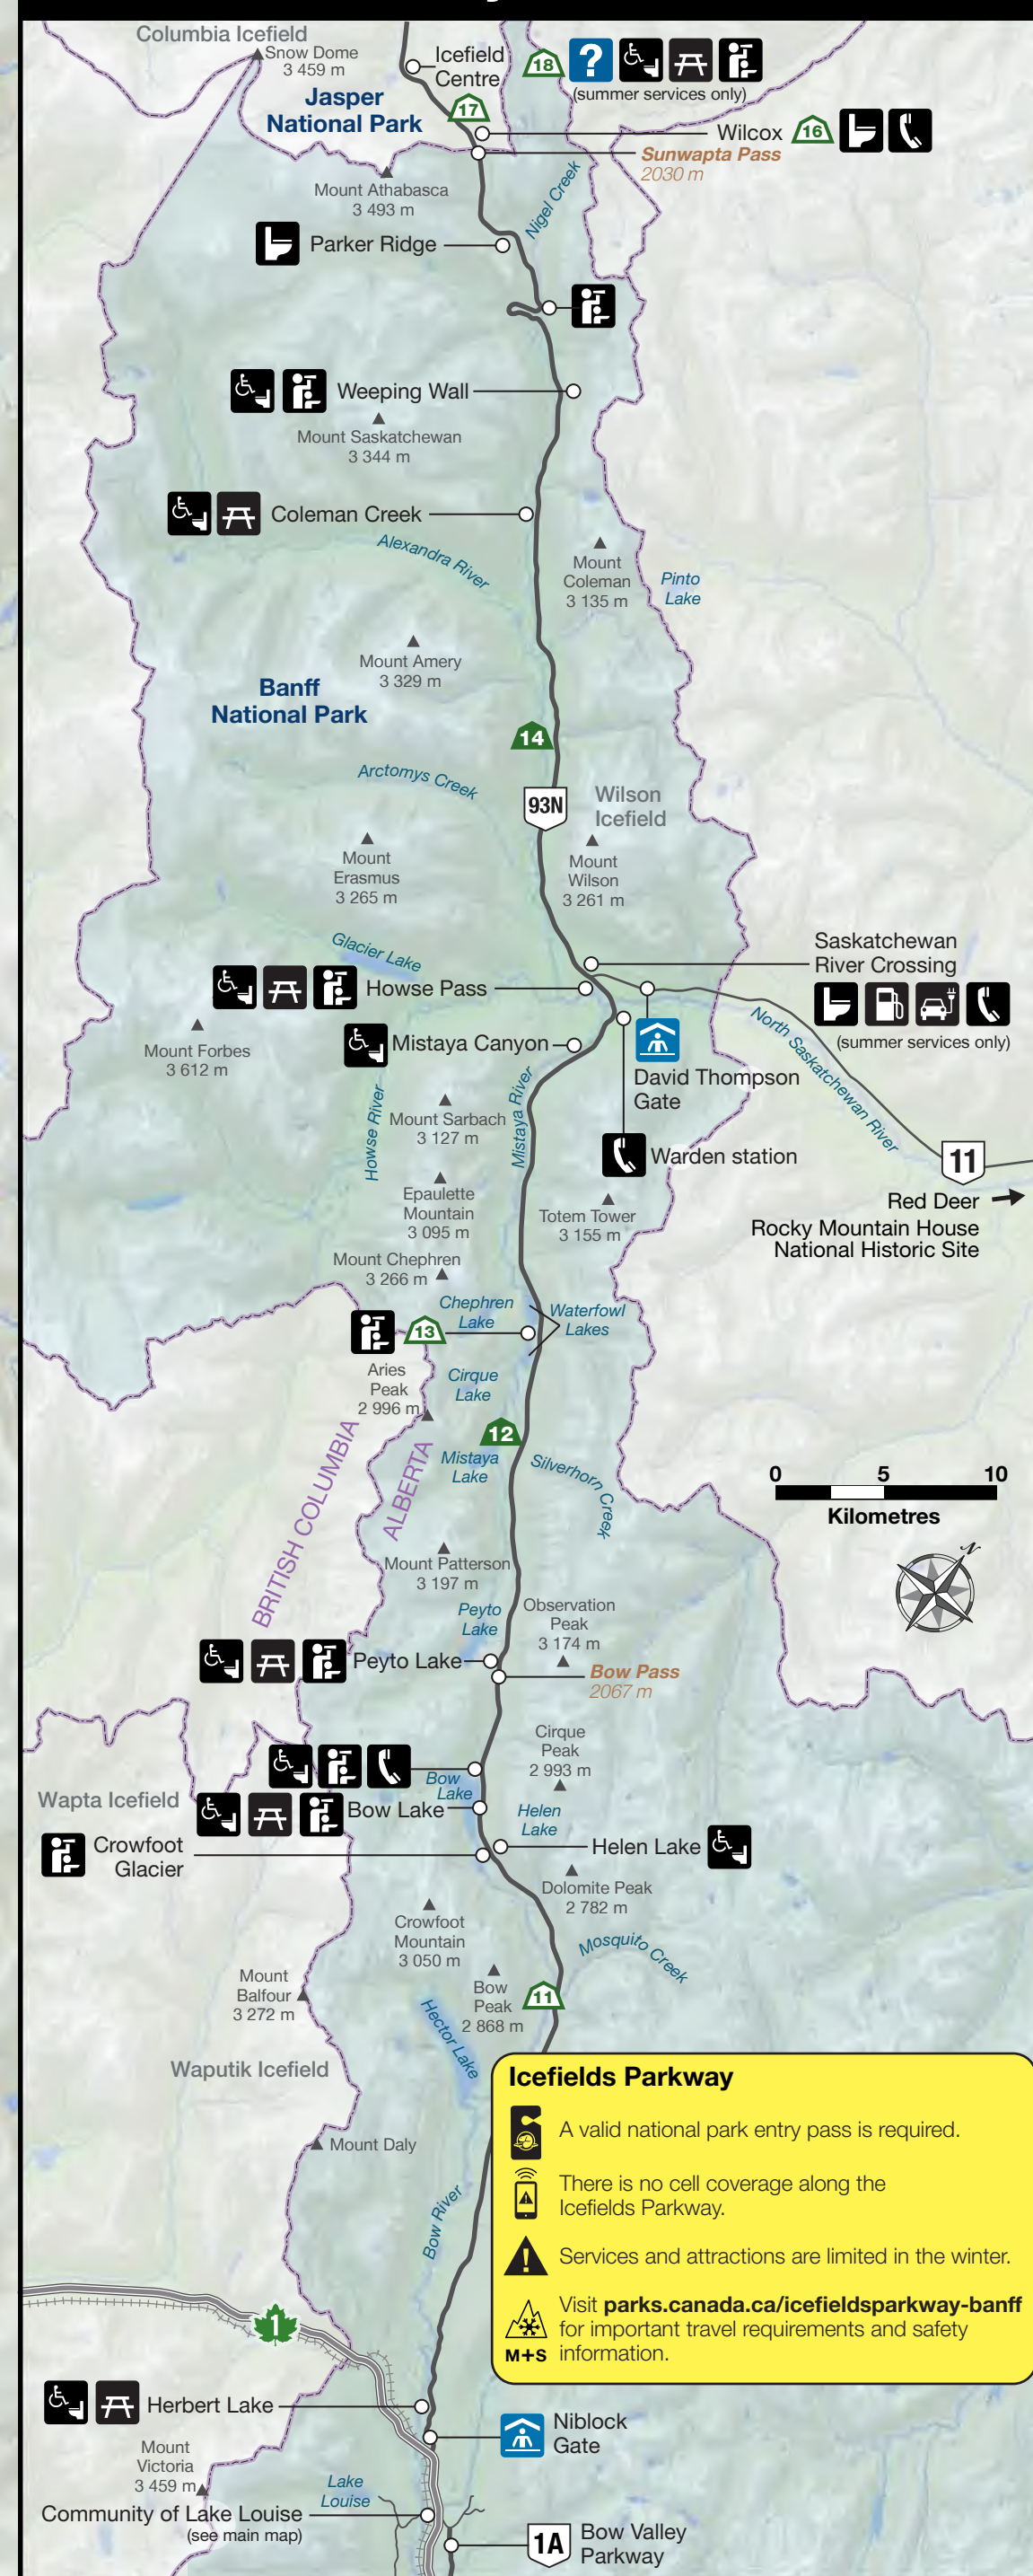 Columbia Icefield
Snow Dome
3 459 m
Icefield
Centre
18
?
(summer services only)
Jasper
National Park
17
Wilcox
16
Sunwapta Pass
2030 m
Mount Athabasca
3 493 m
Nigel Creek
Parker Ridge
Weeping Wall
Mount Saskatchewan
3 344 m
Coleman Creek
Alexandra River
Mount
Coleman
3 135 m
Pinto
Lake
Mount Amery
3 329 m
Banff
National Park
14
Arctomys Creek
93N
Wilson
Icefield
Mount
Erasmus
3 265 m
Mount
Wilson
3 261 m
Glacier Lake
Saskatchewan
River Crossing
(summer services only)
Howse Pass
Mount Forbes
3 612 m
Mistaya Canyon
North Saskatchewan River
David Thompson
Gate
Howse River
Mount Sarbach
3 127 m
Mistaya River
Warden station
11
Red Deer
Rocky Mountain House
National Historic Site
Epaulette
Mountain
3 095 m
Totem Tower
3 155 m
Mount Chephren
3 266 m
Chephren
Lake
Waterfowl
Lakes
13
Aries
Peak
2 996 m
Cirque
Lake
12
BRITISH COLUMBIA
ALBERTA
Mistaya
Lake
Silverhorn Creek
0 5 10
Kilometres
N
Mount Patterson
3 197 m
Peyto
Lake
Observation
Peak
3 174 m
Peyto Lake
Bow Pass
2067 m
Cirque
Peak
2 993 m
Bow
Lake
Wapta Icefield
Bow Lake
Helen
Lake
Crowfoot
Glacier
Helen Lake
Dolomite Peak
2 782 m
Crowfoot
Mountain
3 050 m
Mosquito Creek
Mount
Balfour
3 272 m
Bow
Peak
2 868 m
11
Hector Lake
Waputik Icefield
Mount Daly
Bow River
Icefields Parkway
A valid national park entry pass is required.
There is no cell coverage along the
Icefields Parkway.
Services and attractions are limited in the winter.
Visit parks.canada.ca/icefieldsparkway-banff
for important travel requirements and safety
information.
M+S
1
Herbert Lake
Niblock
Gate
Mount
Victoria
3 459 m
Lake
Louise
Community of Lake Louise
(see main map)
1A
Bow Valley
Parkway